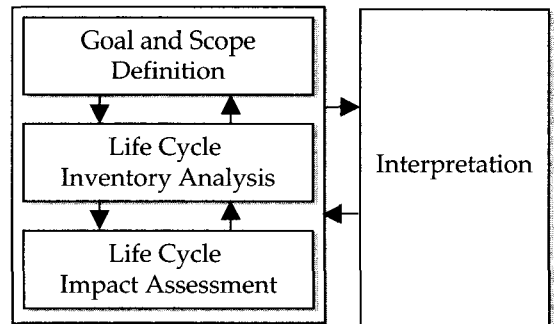 Goal and Scope
Definition
Life Cycle
Inventory Analysis
Life Cycle
Impact Assessment
Interpretation